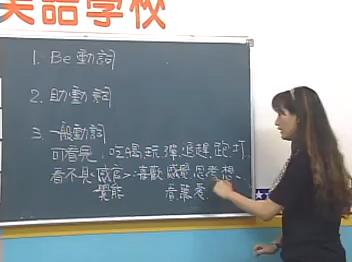 美語學校
1. Be動詞
2. 助動詞
3. 一般動詞
可看見：吃喝,玩,彈,追趕,跑,打
看不見<感官>：喜歡,感覺,思考,想